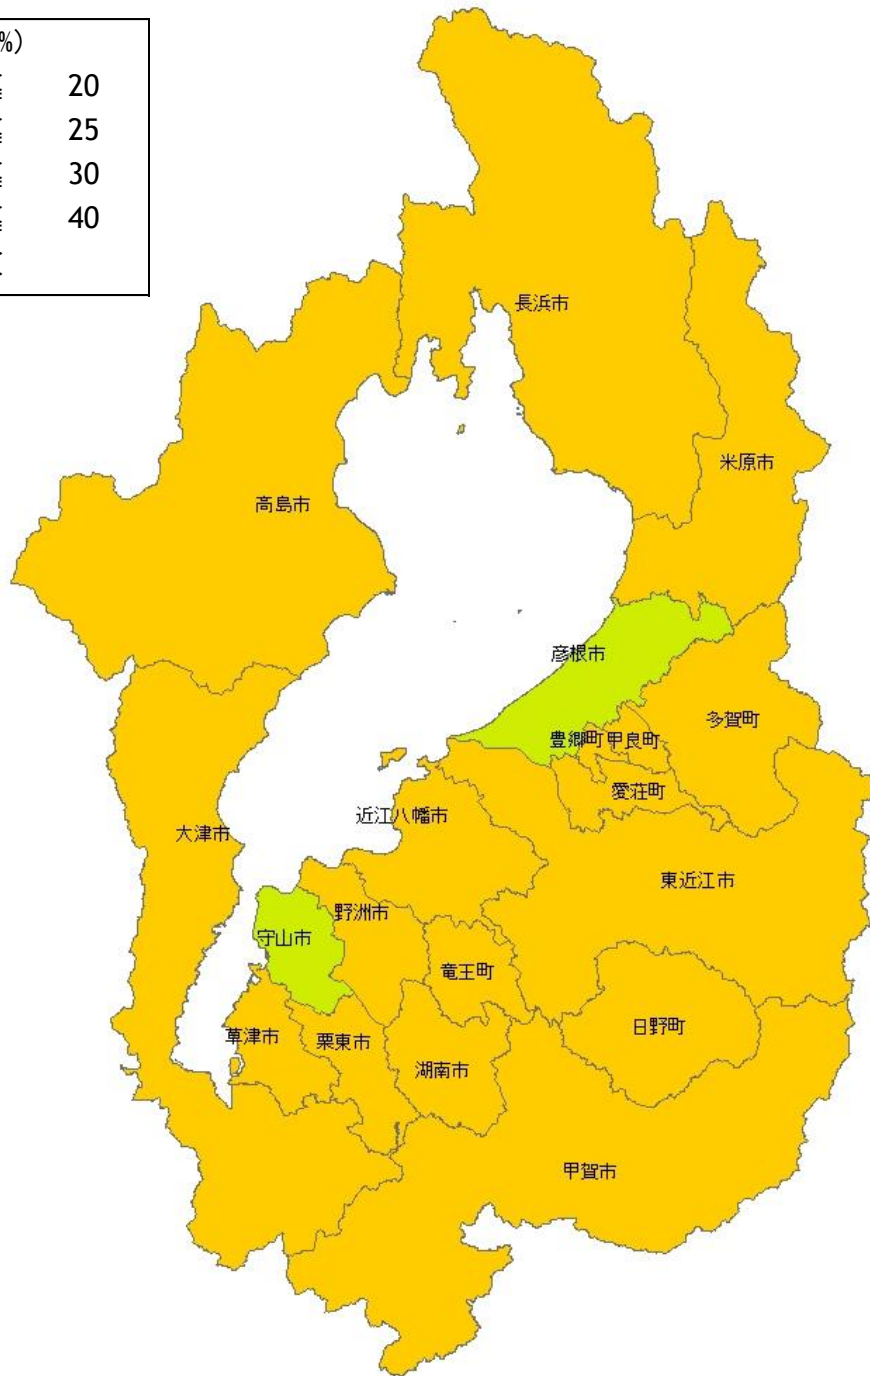 %)
20
25
30
40
長浜市
米原市
高島市
彦根市
多賀町
豊郷町
甲良町
愛荘町
近江八幡市
大津市
東近江市
野洲市
守山市
竜王町
日野町
草津市
栗東市
湖南市
甲賀市